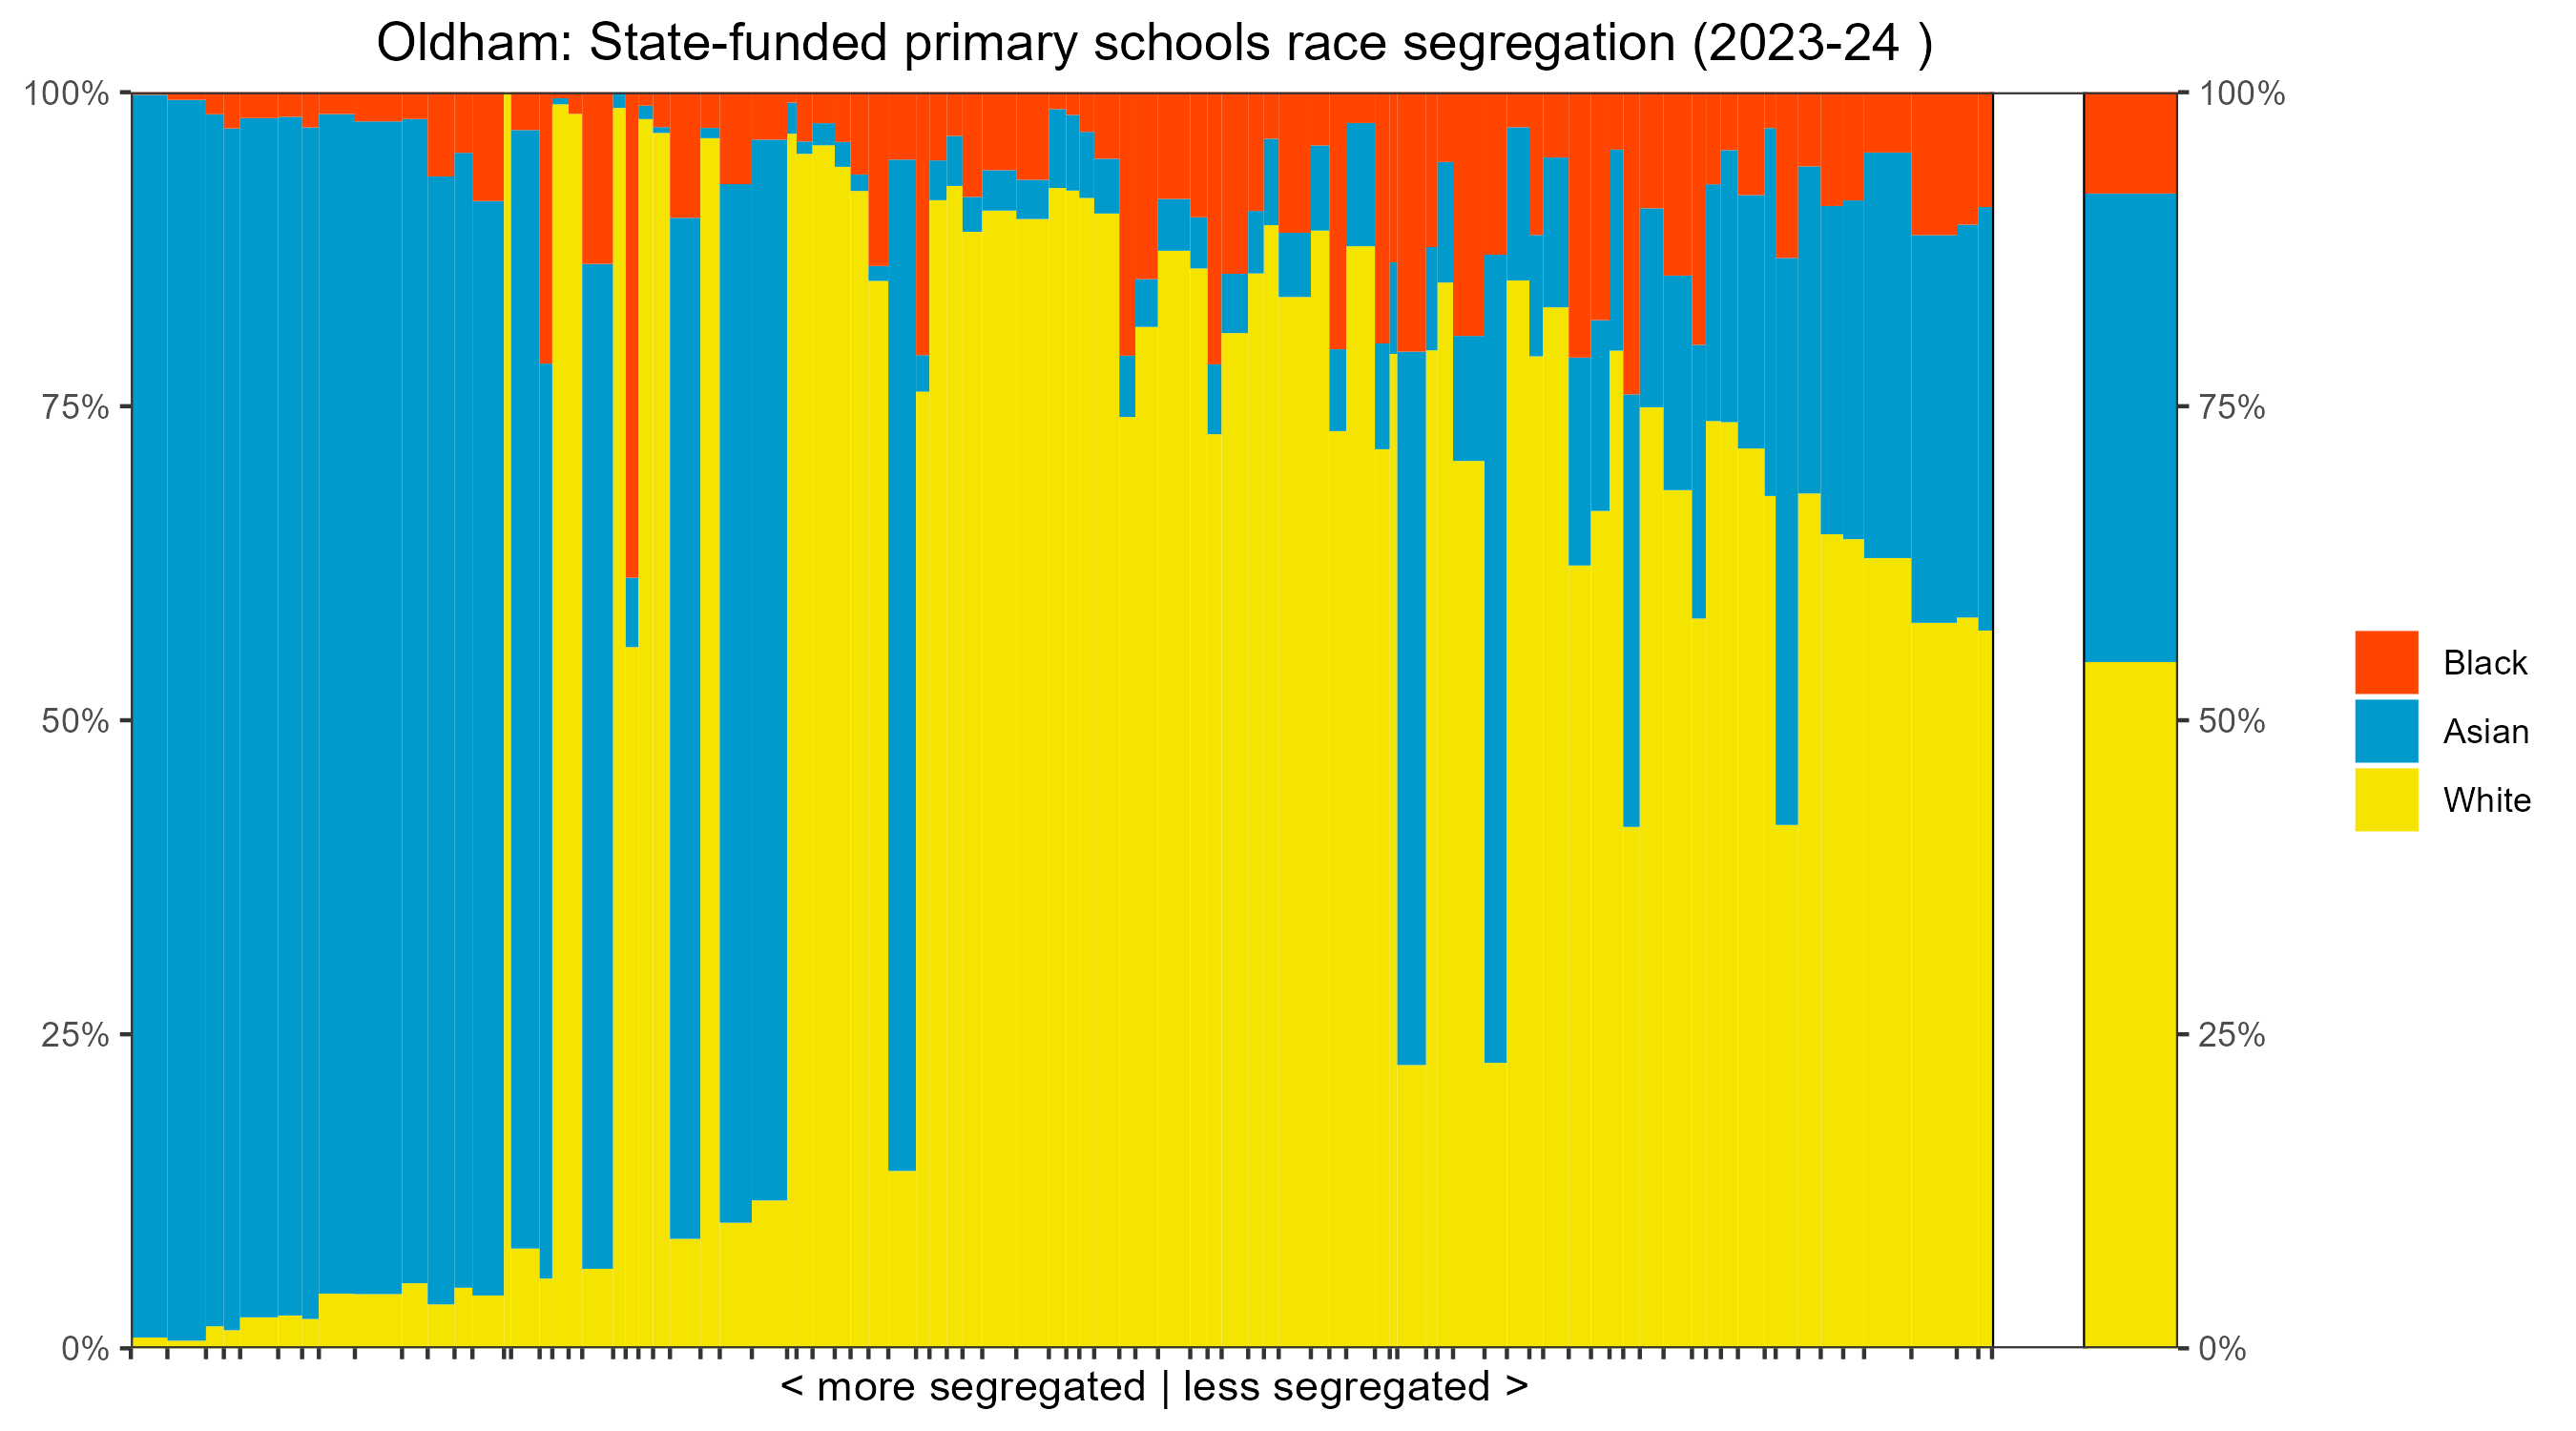 Oldham: State-funded primary schools race segregation (2023-24 )
100%
75%
50%
25%
0%
100%
75%
50%
25%
0%
Black
Asian
White
< more segregated | less segregated >